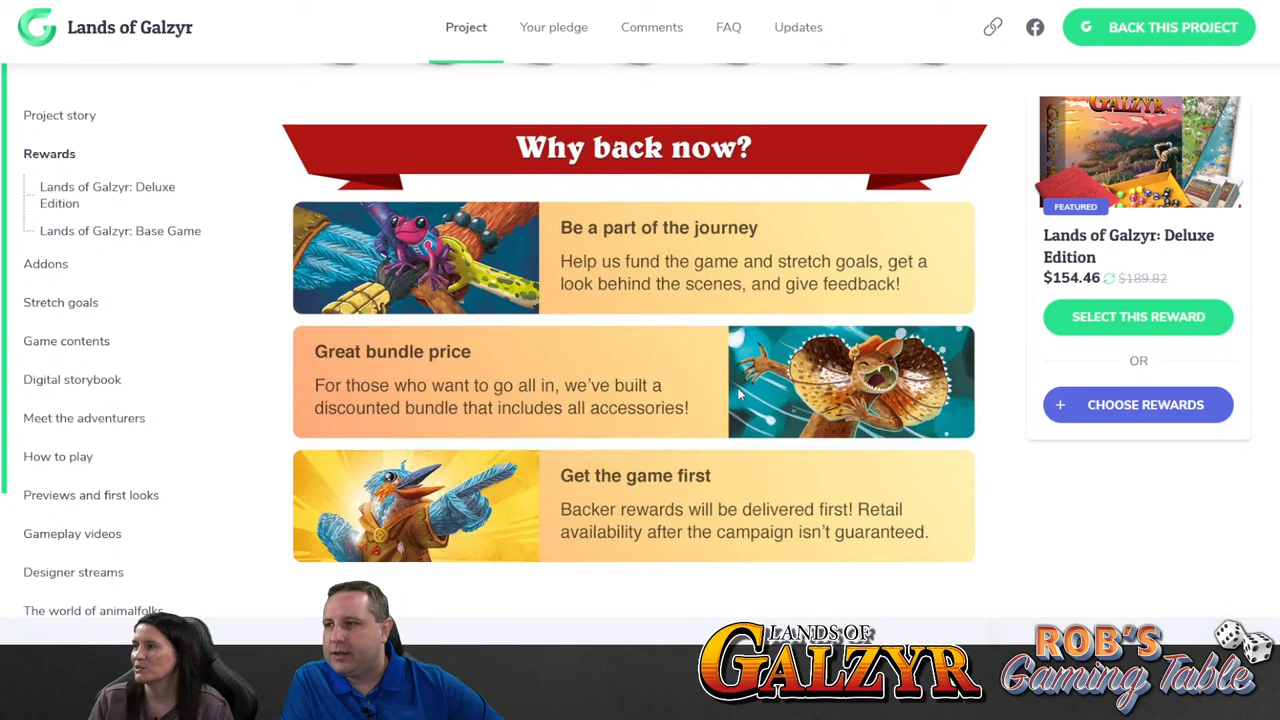 Lands of Galzyr
Project
Your pledge
Comments
FAQ
Updates
BACK THIS PROJECT
Project story
Rewards
Lands of Galzyr: Deluxe
Edition
Lands of Galzyr: Base Game
Addons
Stretch goals
Game contents
Digital storybook
Meet the adventurers
How to play
Previews and first looks
Gameplay videos
Designer streams
The world of animalfolks
Why back now?
Be a part of the journey
Help us fund the game and stretch goals, get a
look behind the scenes, and give feedback!
Great bundle price
For those who want to go all in, we've built a
discounted bundle that includes all accessories!
Get the game first
Backer rewards will be delivered first! Retail
availability after the campaign isn't guaranteed.
GALZYR
FEATURED
Lands of Galzyr: Deluxe
Edition
$154.46 $189.82
SELECT THIS REWARD
OR
+ CHOOSE REWARDS
LANDS OF
GALZYR
ROB'S
Gaming Table